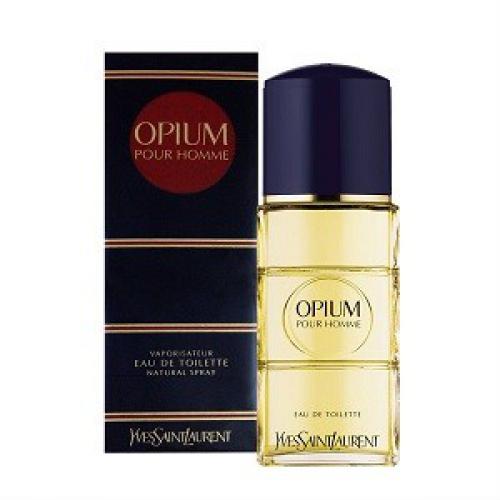 OPIUM
POUR HOMME
VAPORISATEUR
EAU DE TOILETTE
NATURAL SPRAY
YVESSAINTLAURENT
OPIUM
POUR HOMME
EAU DE TOILETTE
YVESSAINTLAURENT